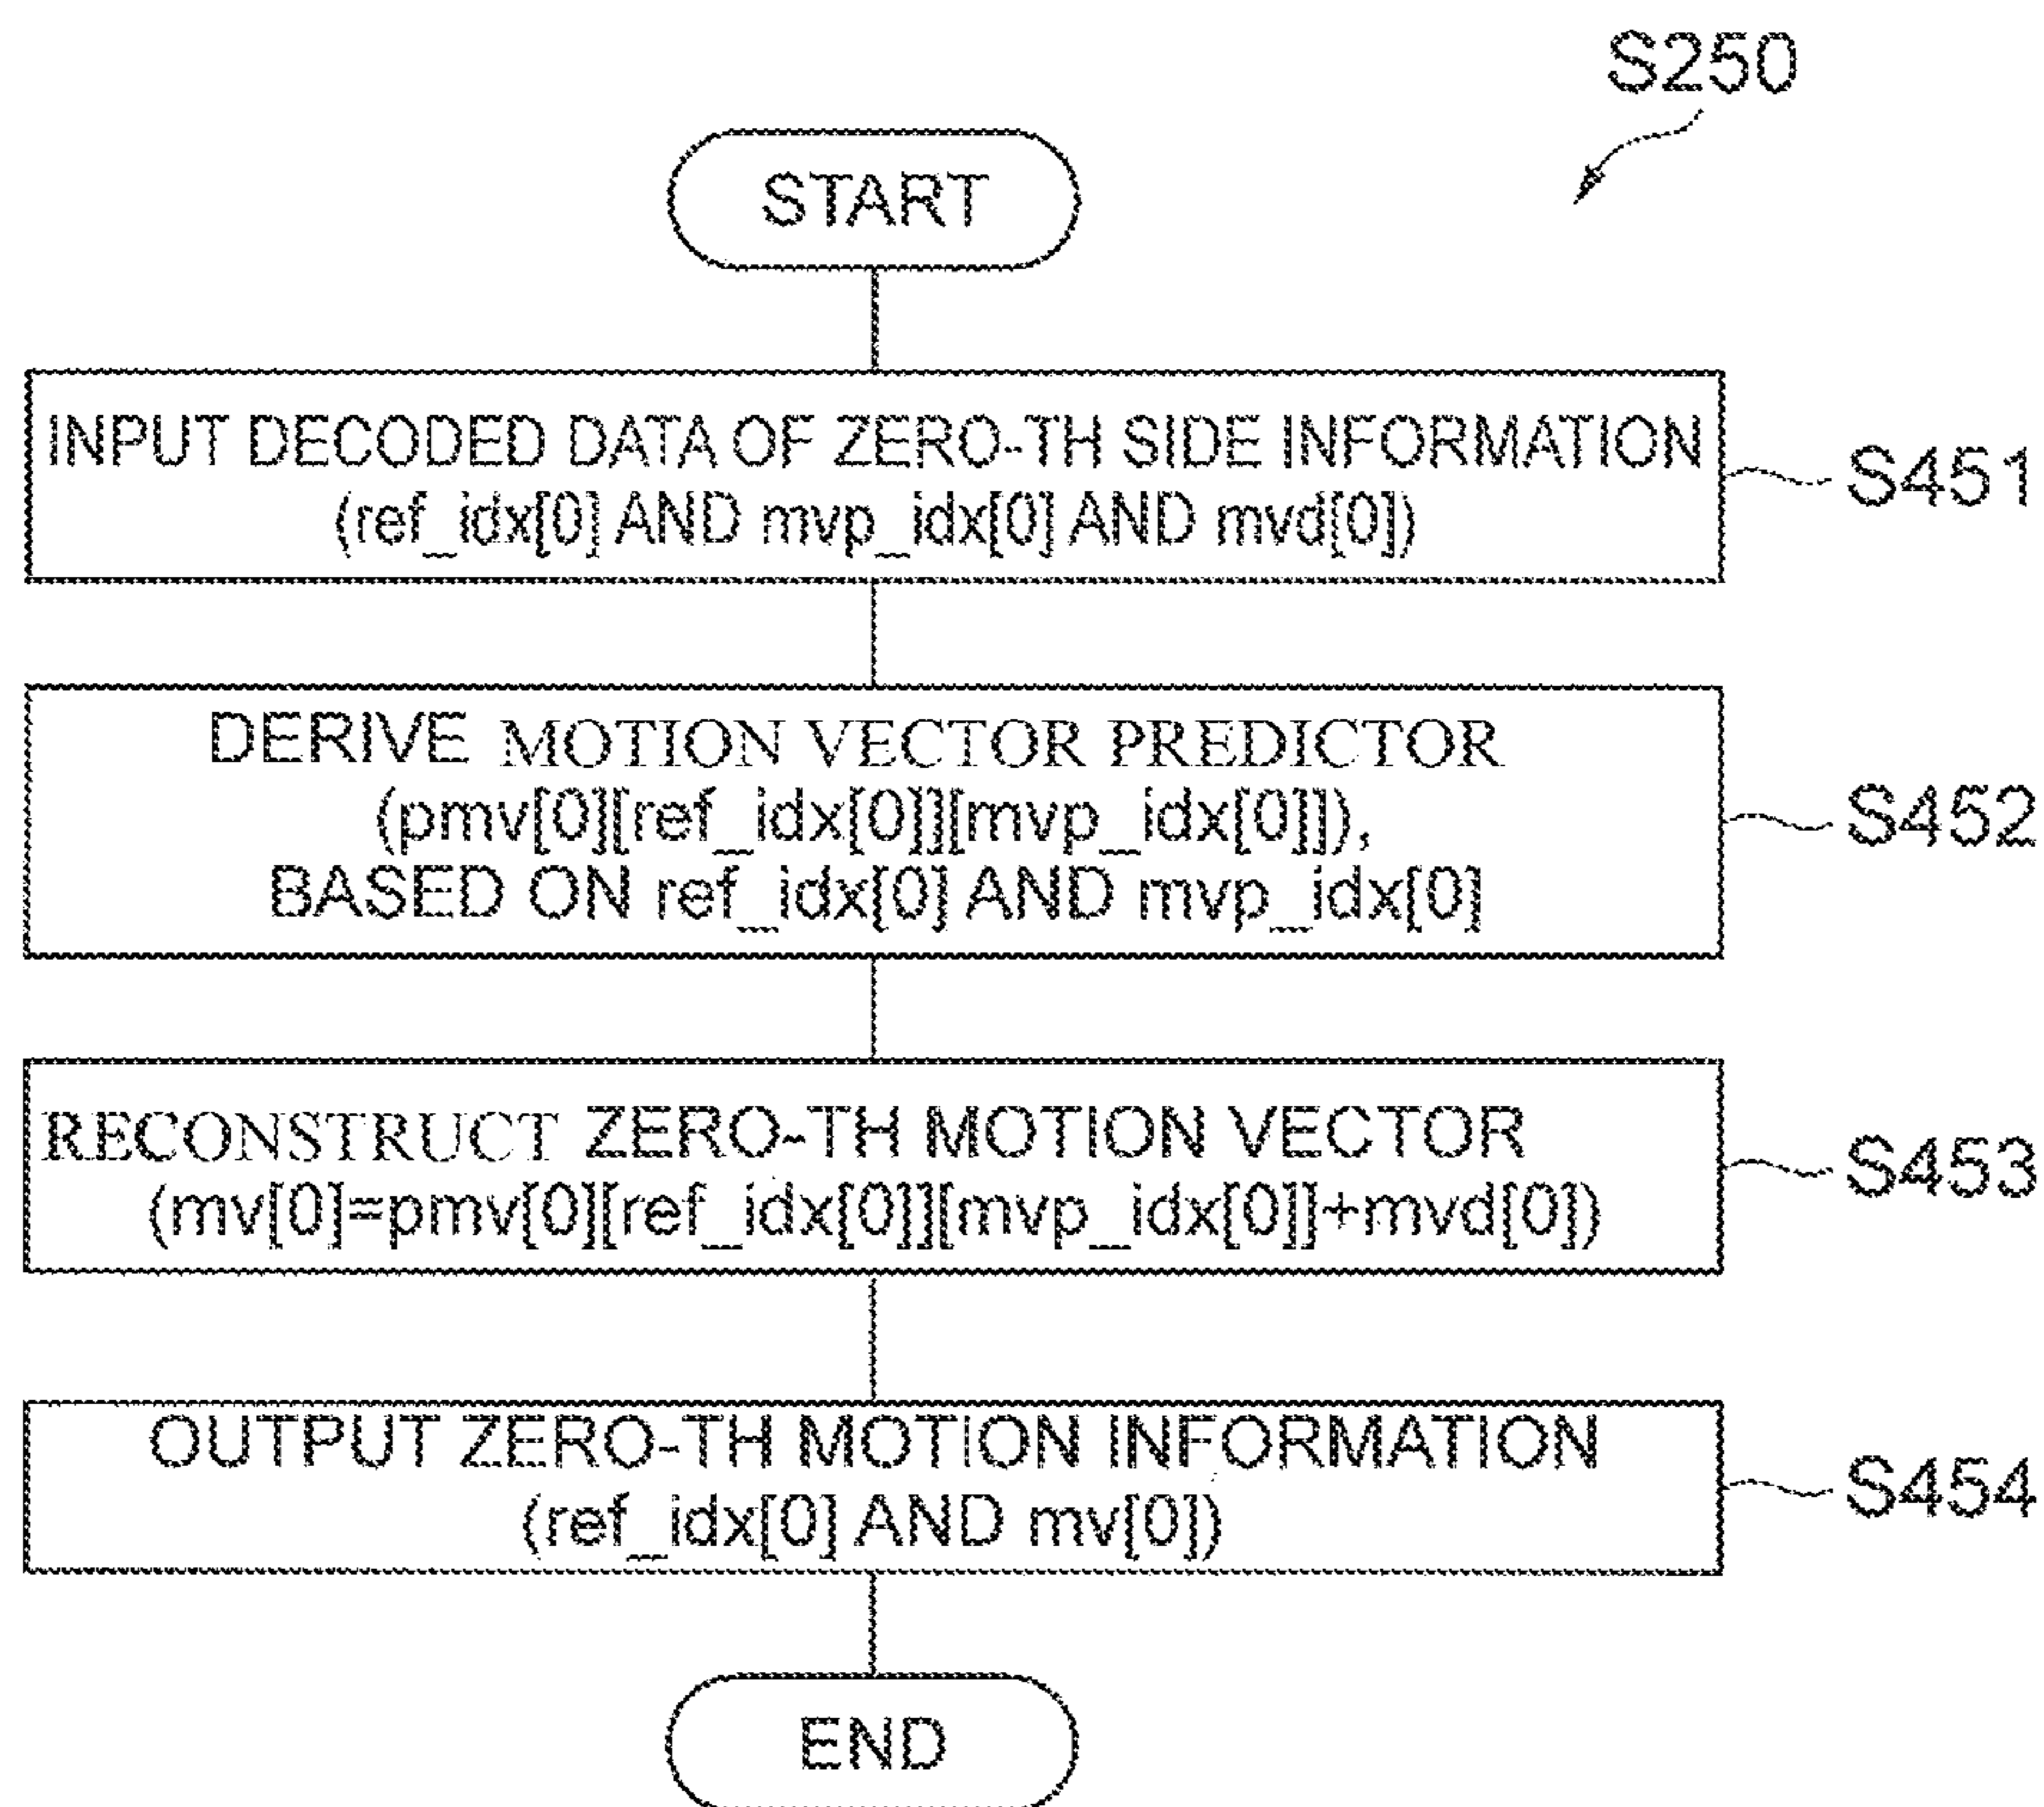 S250
START
INPUT DECODED DATA OF ZERO-TH SIDE INFORMATION
(ref_idx[0] AND mvp_idx[0] AND mvd[0])
S451
DERIVE MOTION VECTOR PREDICTOR
(pmv[0][ref_idx[0]][mvp_idx[0]]),
BASED ON ref_idx[0] AND mvp_idx[0]
S452
RECONSTRUCT ZERO-TH MOTION VECTOR
(mv[0]=pmv[0][ref_idx[0]][mvp_idx[0]]+mvd[0])
S453
OUTPUT ZERO-TH MOTION INFORMATION
(ref_idx[0] AND mv[0])
S454
END